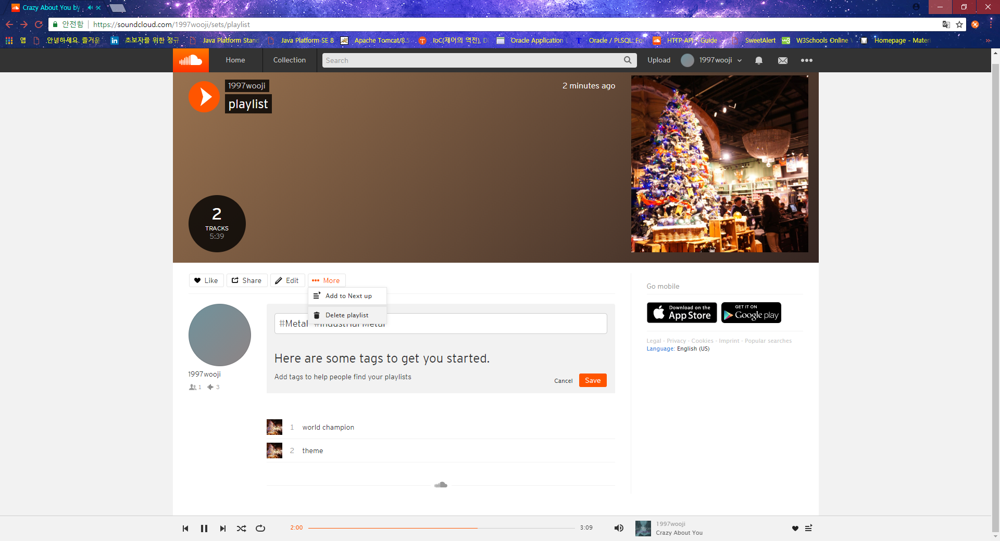 Crazy About You by
안전함
https://soundcloud.com/1997wooji/sets/playlist
앱
안녕하세요. 즐거운
초보자를 위한 정규
Java Platform Stand
Java Platform SE 8
Apache Tomcat/8.5
IoC(제어의 역전), D
Oracle Application
Oracle / PLSQL:
HTTP API - Guide
SweetAlert
W3Schools Online
Homepage - Materi
Home
Collection
Search
Upload
1997wooji
1997wooji
2 minutes ago
playlist
2
TRACKS
5:39
Like
Share
Edit
More
Add to Next up
Delete playlist
#Metal #Industrial Metal
Here are some tags to get you started.
Add tags to help people find your playlists
Cancel
Save
1997wooji
1
3
1 world champion
2 theme
Go mobile
Download on the
App Store
GET IT ON
Google play
Legal - Privacy - Cookies - Imprint - Popular searches
Language: English (US)
2:00
3:09
1997wooji
Crazy About You